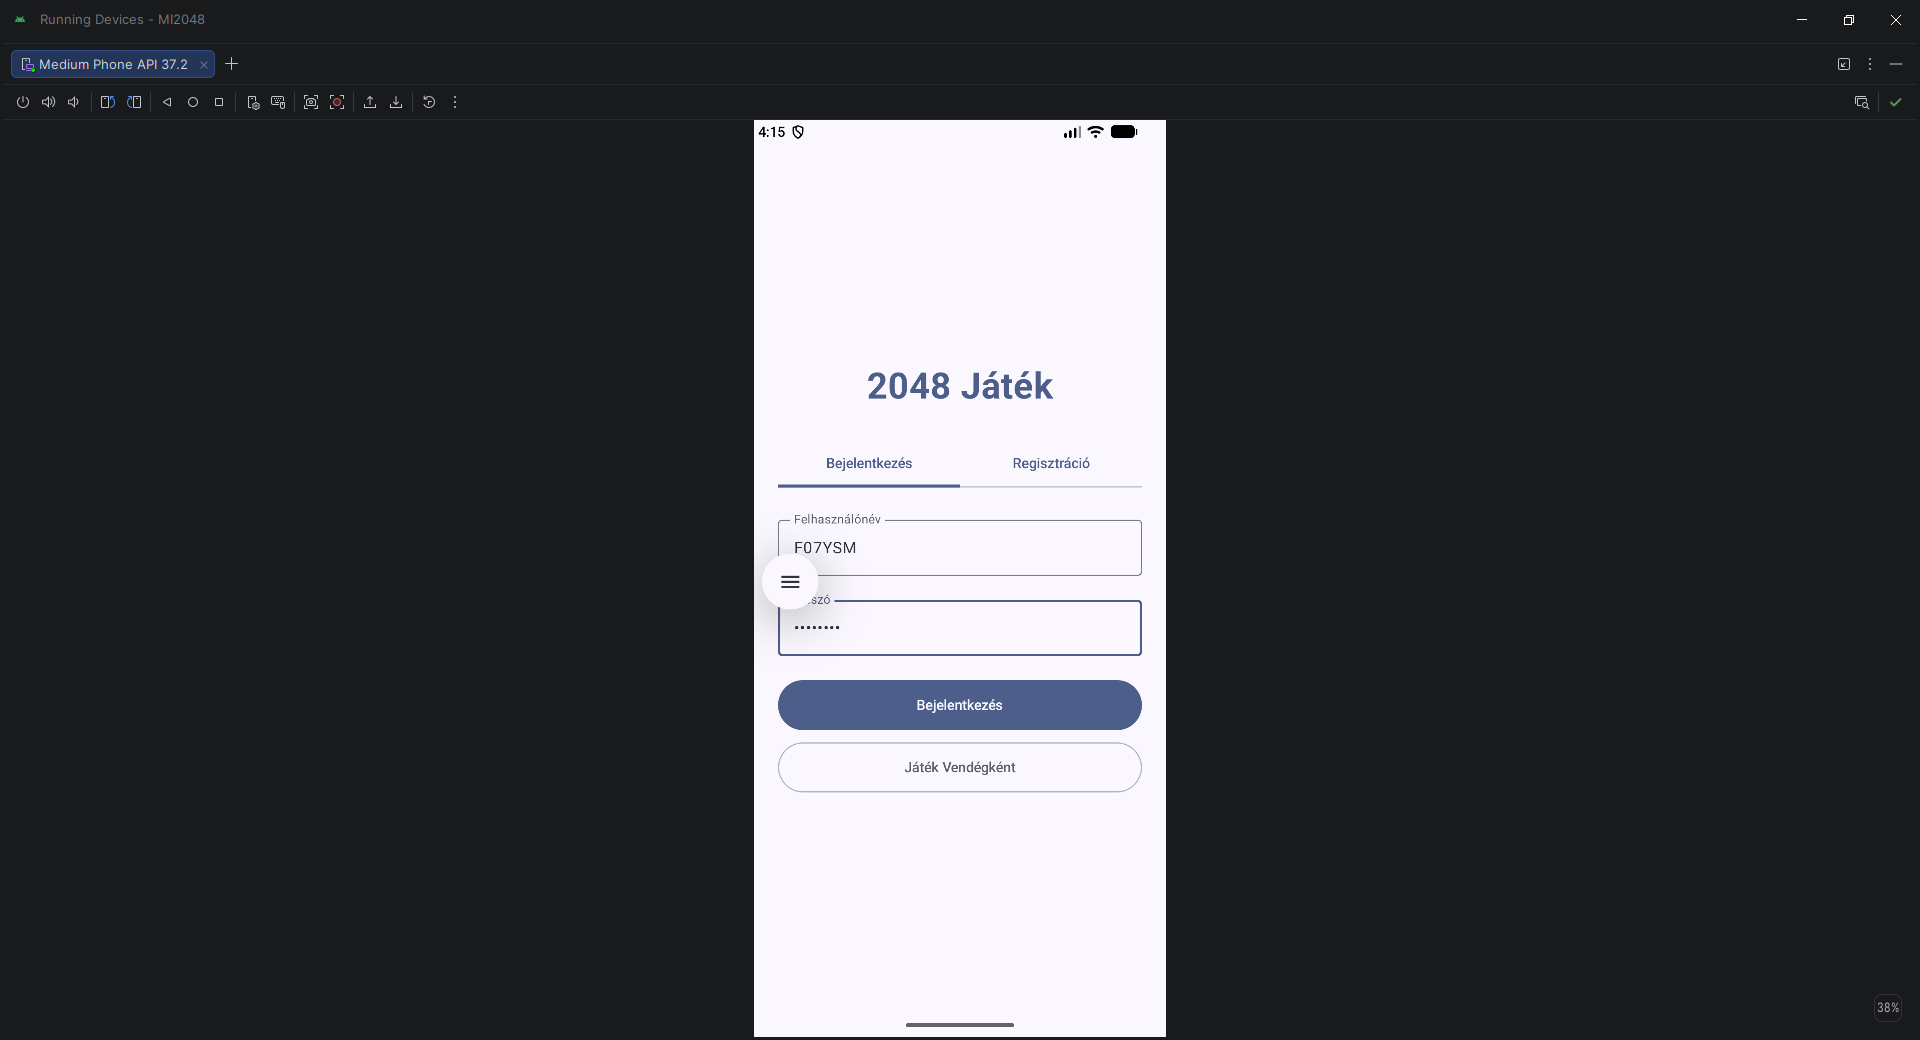 Running Devices - MI2048
Medium Phone API 37.2
4:15
2048 Játék
Bejelentkezés
Regisztráció
Felhasználónév
F07YSM
szó
••••••••
Bejelentkezés
Játék Vendégként
38%